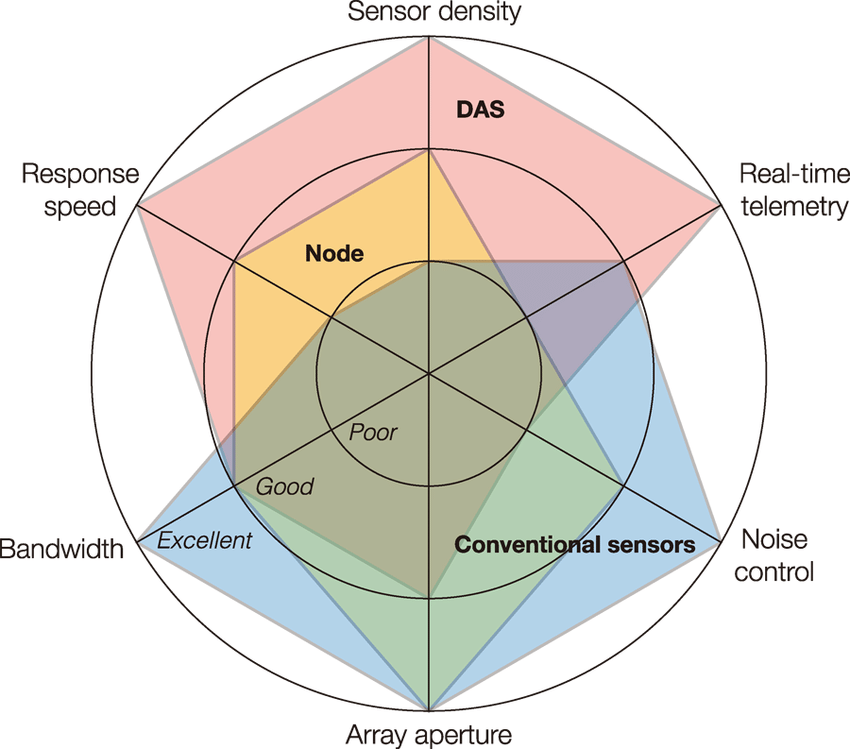 Sensor density
DAS
Response
speed
Real-time
telemetry
Node
Poor
Good
Bandwidth
Excellent
Conventional sensors
Noise
control
Array aperture